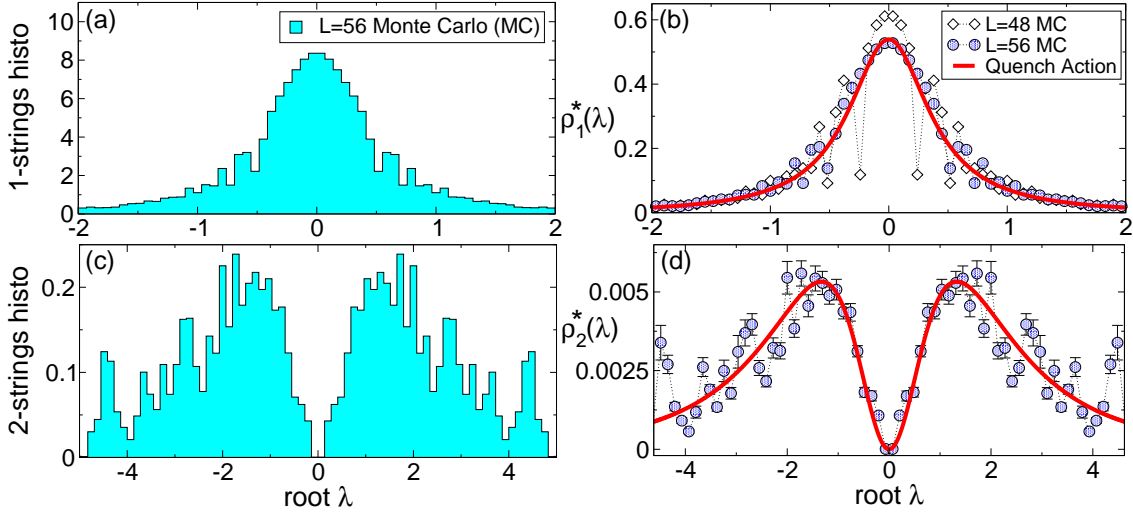 (a)
L=56 Monte Carlo (MC)
1-strings histo
10
8
6
4
2
0
-2
-1
0
1
2
(b)
L=48 MC
L=56 MC
Quench Action
ρ*1(λ)
0.6
0.4
0.2
0
-2
-1
0
1
2
(c)
2-strings histo
0.2
0.1
0
-4
-2
0
2
4
root λ
(d)
ρ*2(λ)
0.005
0.0025
0
-4
-2
0
2
4
root λ